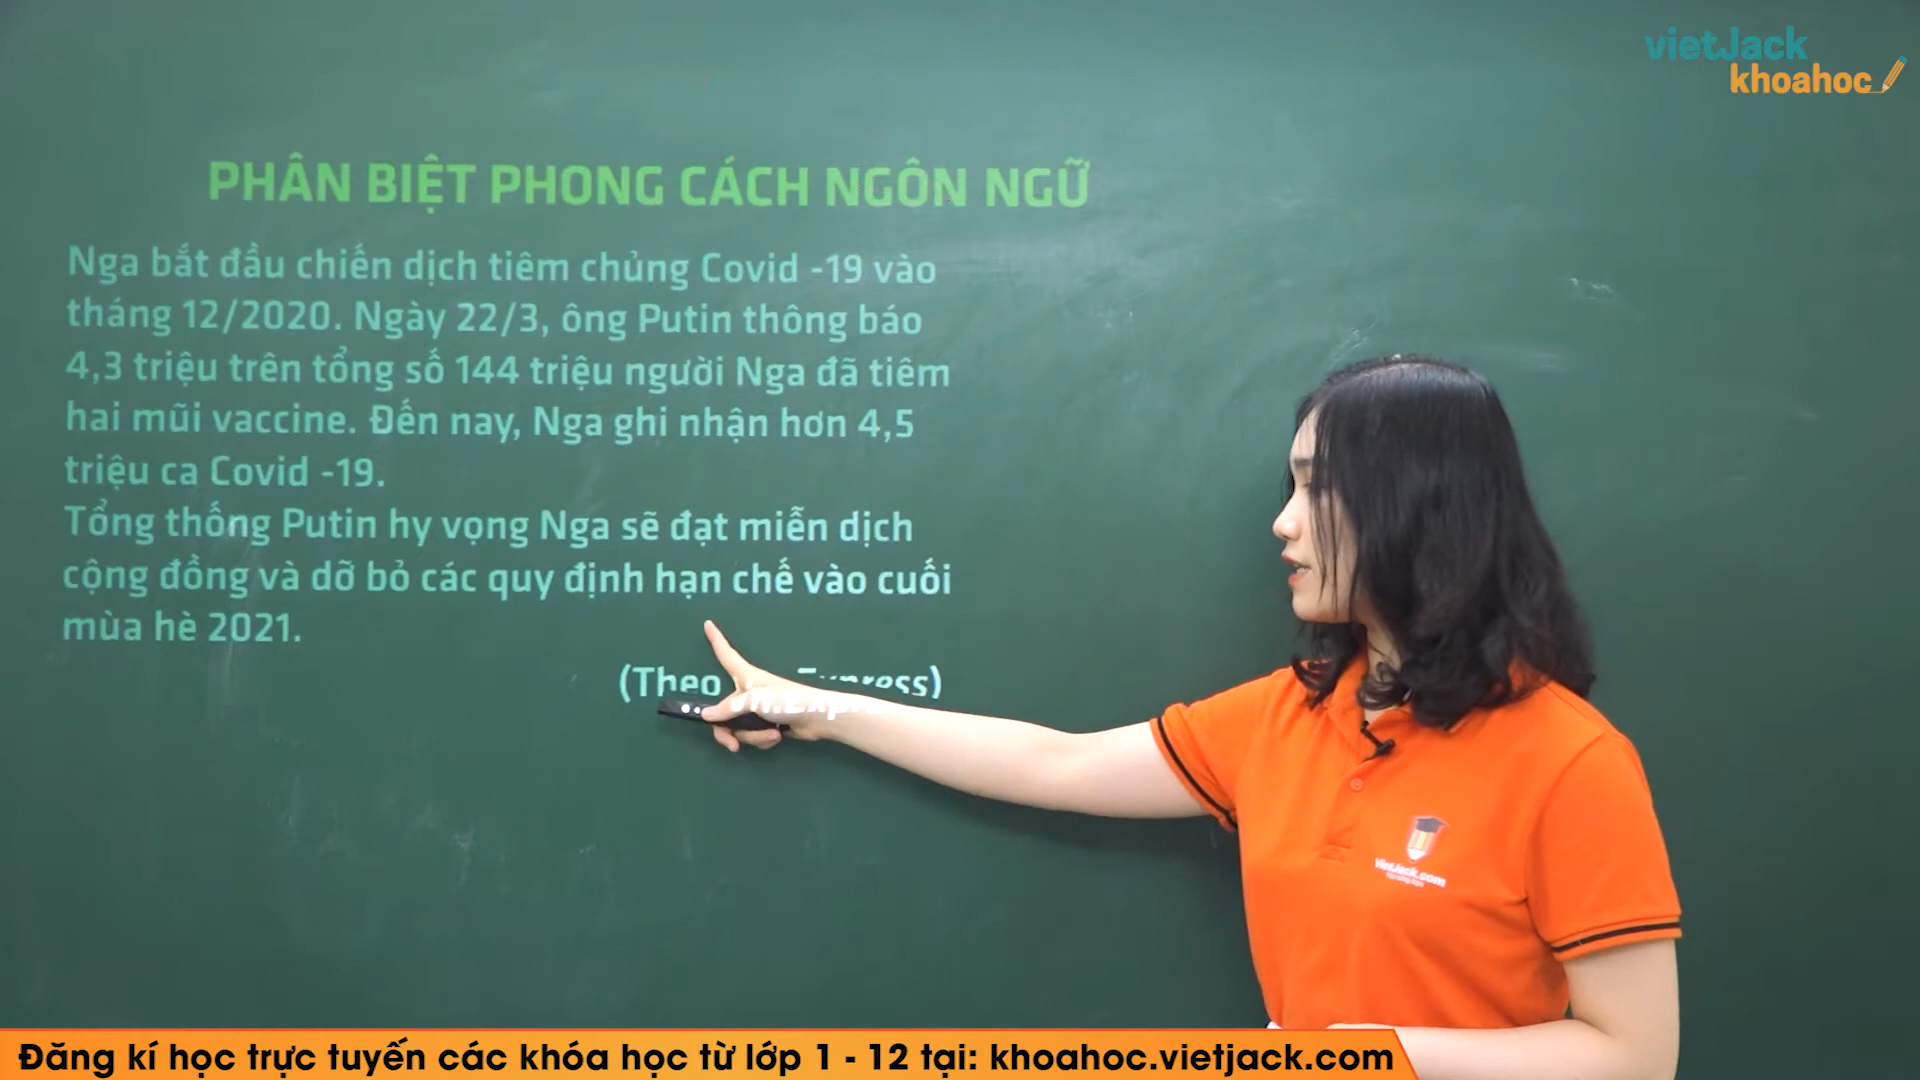 vietJack
khoahoc
PHÂN BIỆT PHONG CÁCH NGÔN NGỮ
Nga bắt đầu chiến dịch tiêm chủng Covid -19 vào
tháng 12/2020. Ngày 22/3, ông Putin thông báo
4,3 triệu trên tổng số 144 triệu người Nga đã tiêm
hai mũi vaccine. Đến nay, Nga ghi nhận hơn 4,5
triệu ca Covid -19.
Tổng thống Putin hy vọng Nga sẽ đạt miễn dịch
cộng đồng và dỡ bỏ các quy định hạn chế vào cuối
mùa hè 2021.
(Theo Express)
VietJack.com
Đăng kí học trực tuyến các khóa học từ lớp 1 - 12 tại: khoahoc.vietjack.com